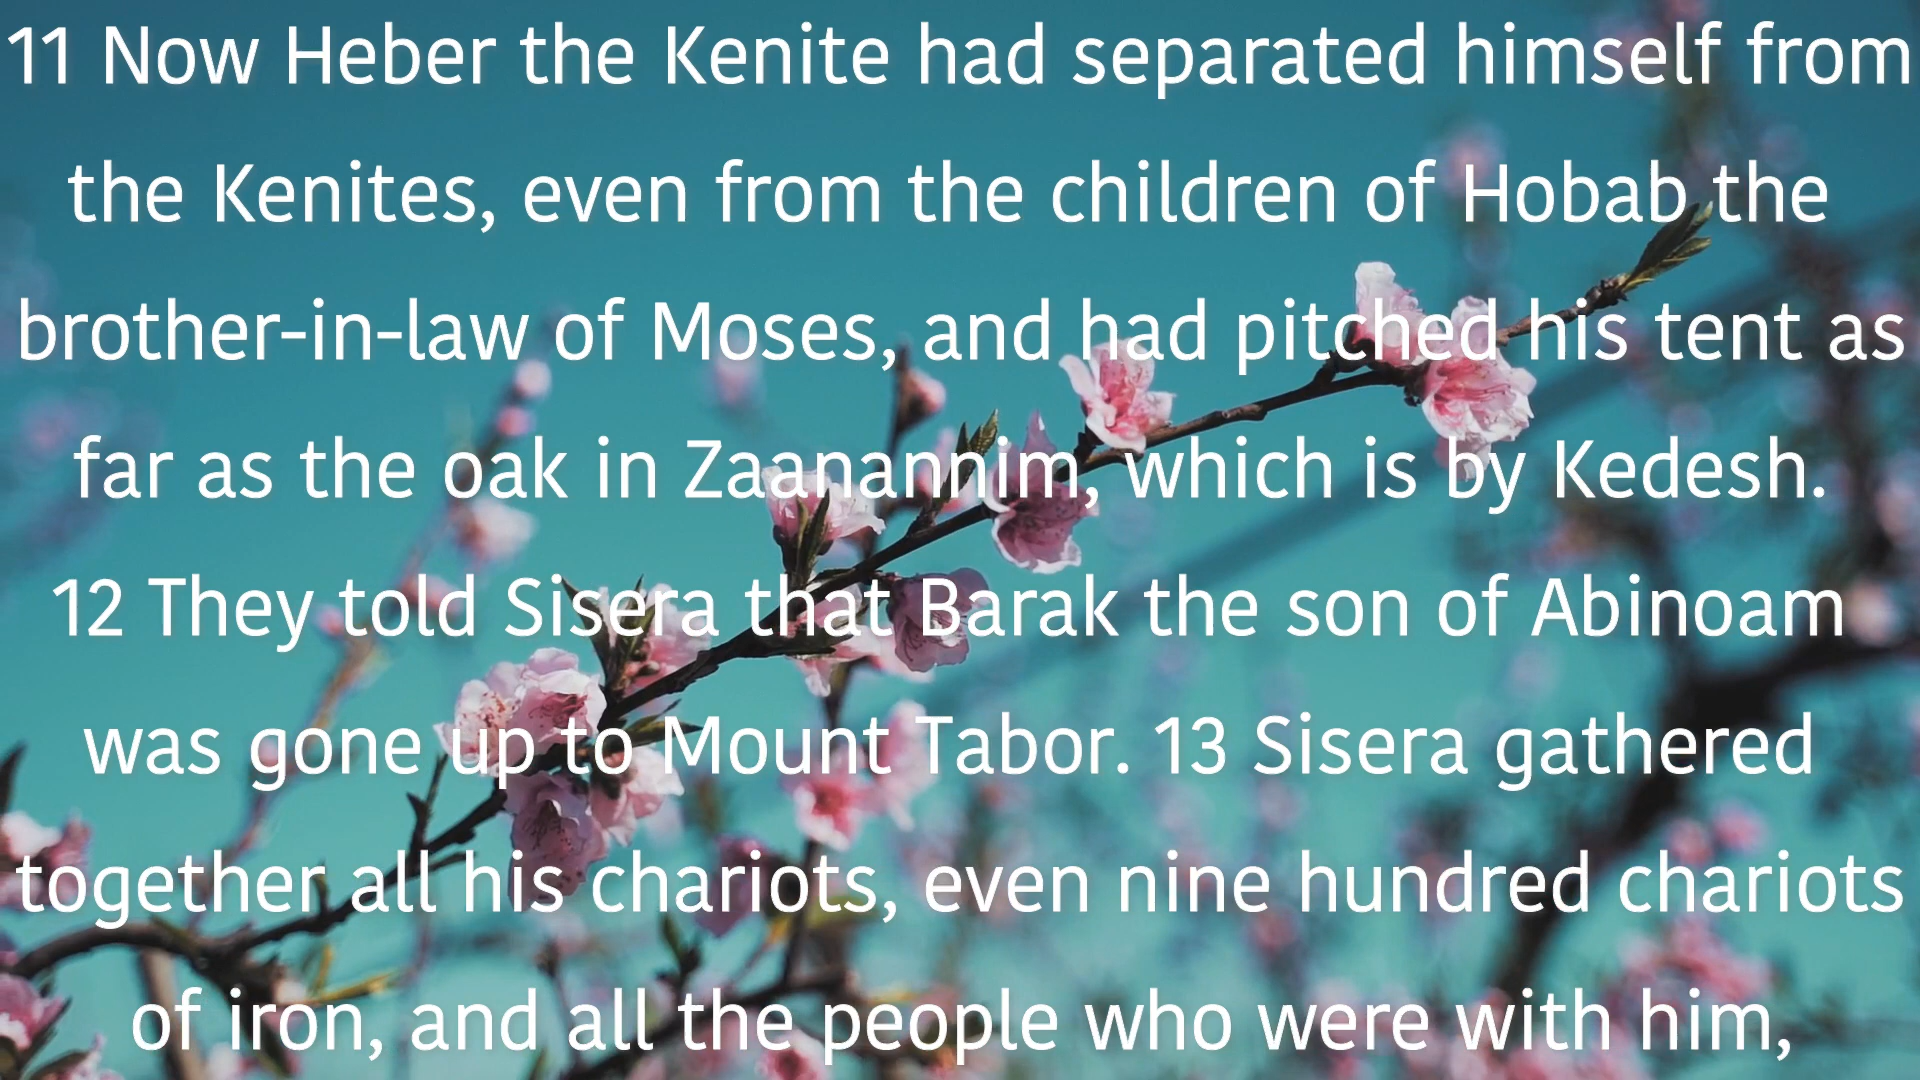 11 Now Heber the Kenite had separated himself from
the Kenites, even from the children of Hobab the
brother-in-law of Moses, and had pitched his tent as
far as the oak in Zaanannim, which is by Kedesh.
12 They told Sisera that Barak the son of Abinoam
was gone up to Mount Tabor. 13 Sisera gathered
together all his chariots, even nine hundred chariots
of iron, and all the people who were with him,